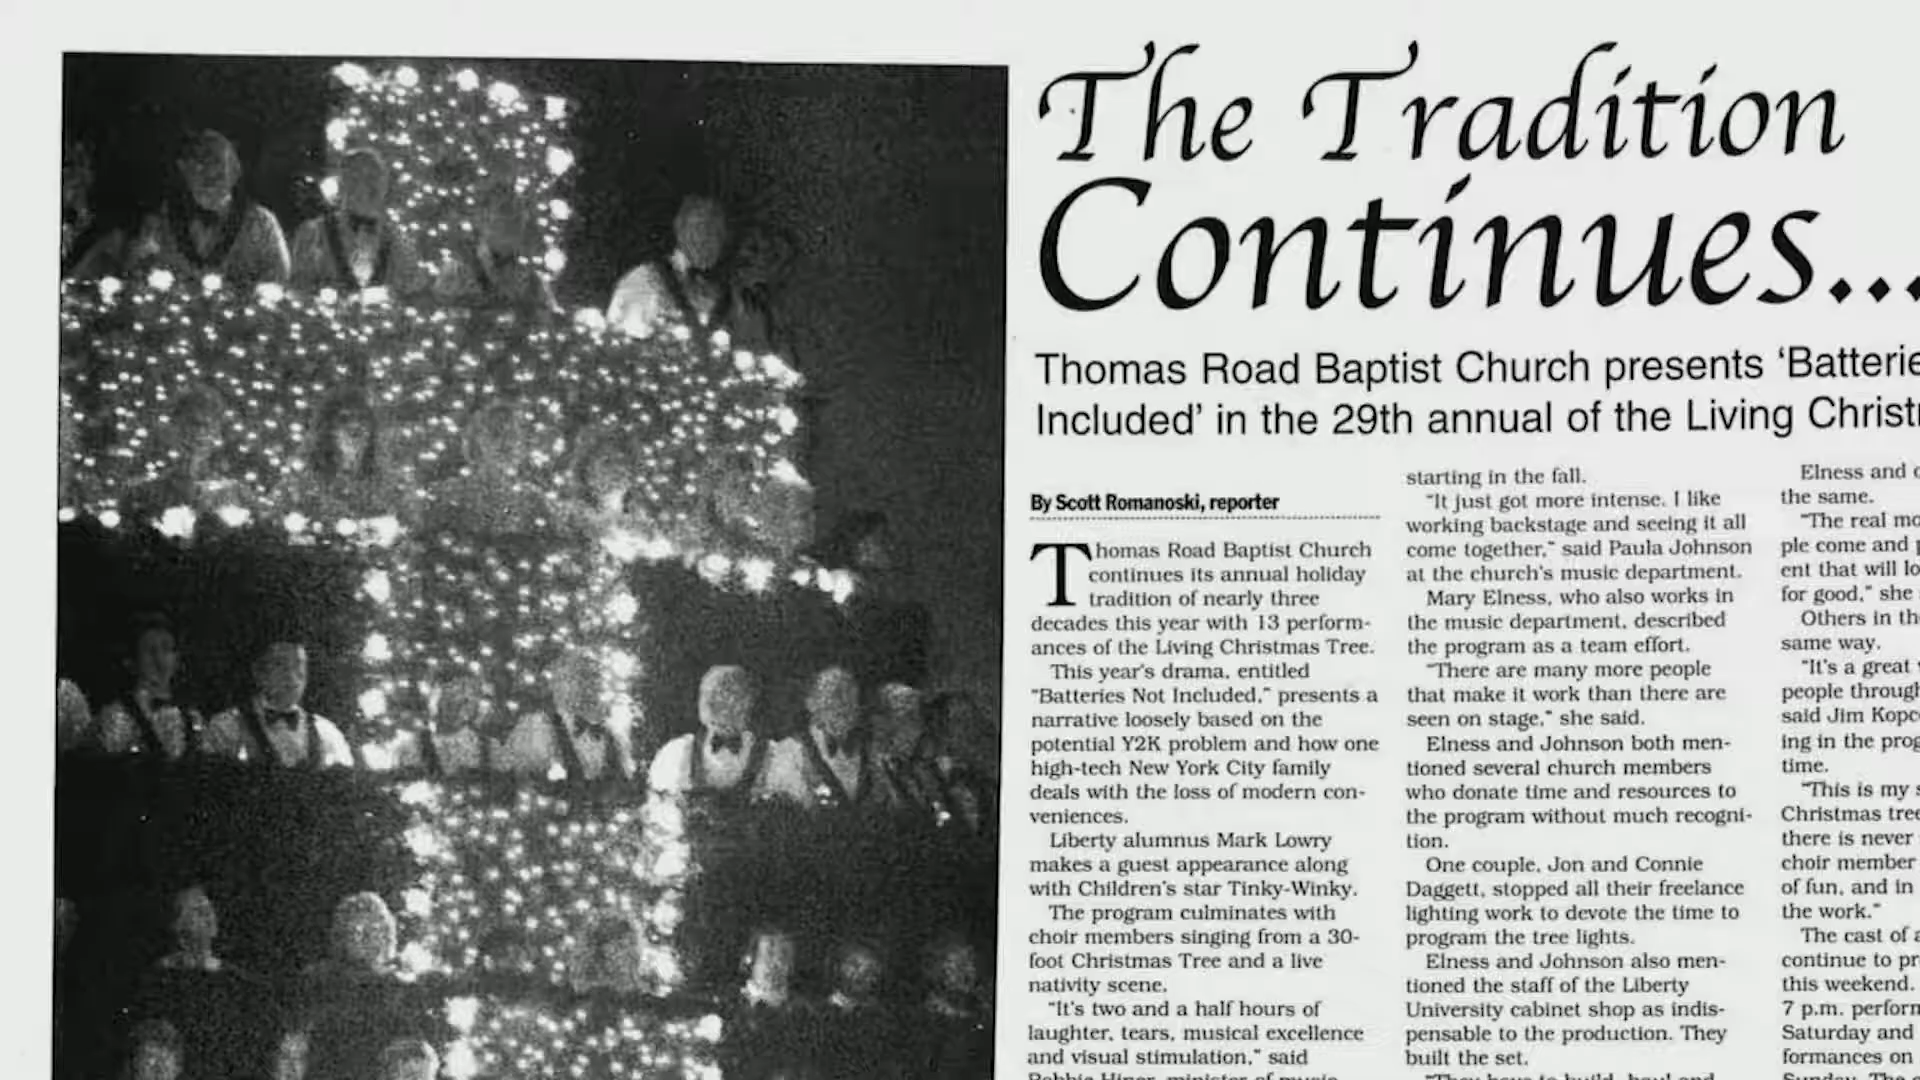 The Tradition
Continues...
Thomas Road Baptist Church presents ‘Batterie
Included’ in the 29th annual of the Living Christ
By Scott Romanoski, reporter
Thomas Road Baptist Church
continues its annual holiday
tradition of nearly three
decades this year with 13 perform-
ances of the Living Christmas Tree.
This year's drama, entitled
"Batteries Not Included," presents a
narrative loosely based on the
potential Y2K problem and how one
high-tech New York City family
deals with the loss of modern con-
veniences.
Liberty alumnus Mark Lowry
makes a guest appearance along
with Children's star Tinky-Winky.
The program culminates with
choir members singing from a 30-
foot Christmas Tree and a live
nativity scene.
"It's two and a half hours of
laughter, tears, musical excellence
and visual stimulation," said
starting in the fall.
"It just got more intense. I like
working backstage and seeing it all
come together," said Paula Johnson
at the church's music department.
Mary Elness, who also works in
the music department, described
the program as a team effort.
"There are many more people
that make it work than there are
seen on stage," she said.
Elness and Johnson both men-
tioned several church members
who donate time and resources to
the program without much recogni-
tion.
One couple, Jon and Connie
Daggett, stopped all their freelance
lighting work to devote the time to
program the tree lights.
Elness and Johnson also men-
tioned the staff of the Liberty
University cabinet shop as indis-
pensable to the production. They
built the set.
Elness and
the same.
"The real mo
ple come and
ent that will lo
for good," she
Others in th
same way.
"It's a great
people through
said Jim Kopc
ing in the prog
time.
"This is my
Christmas tree
there is never
choir member
of fun, and in
the work."
The cast of a
continue to pr
this weekend.
7 p.m. perform
Saturday and
formances on